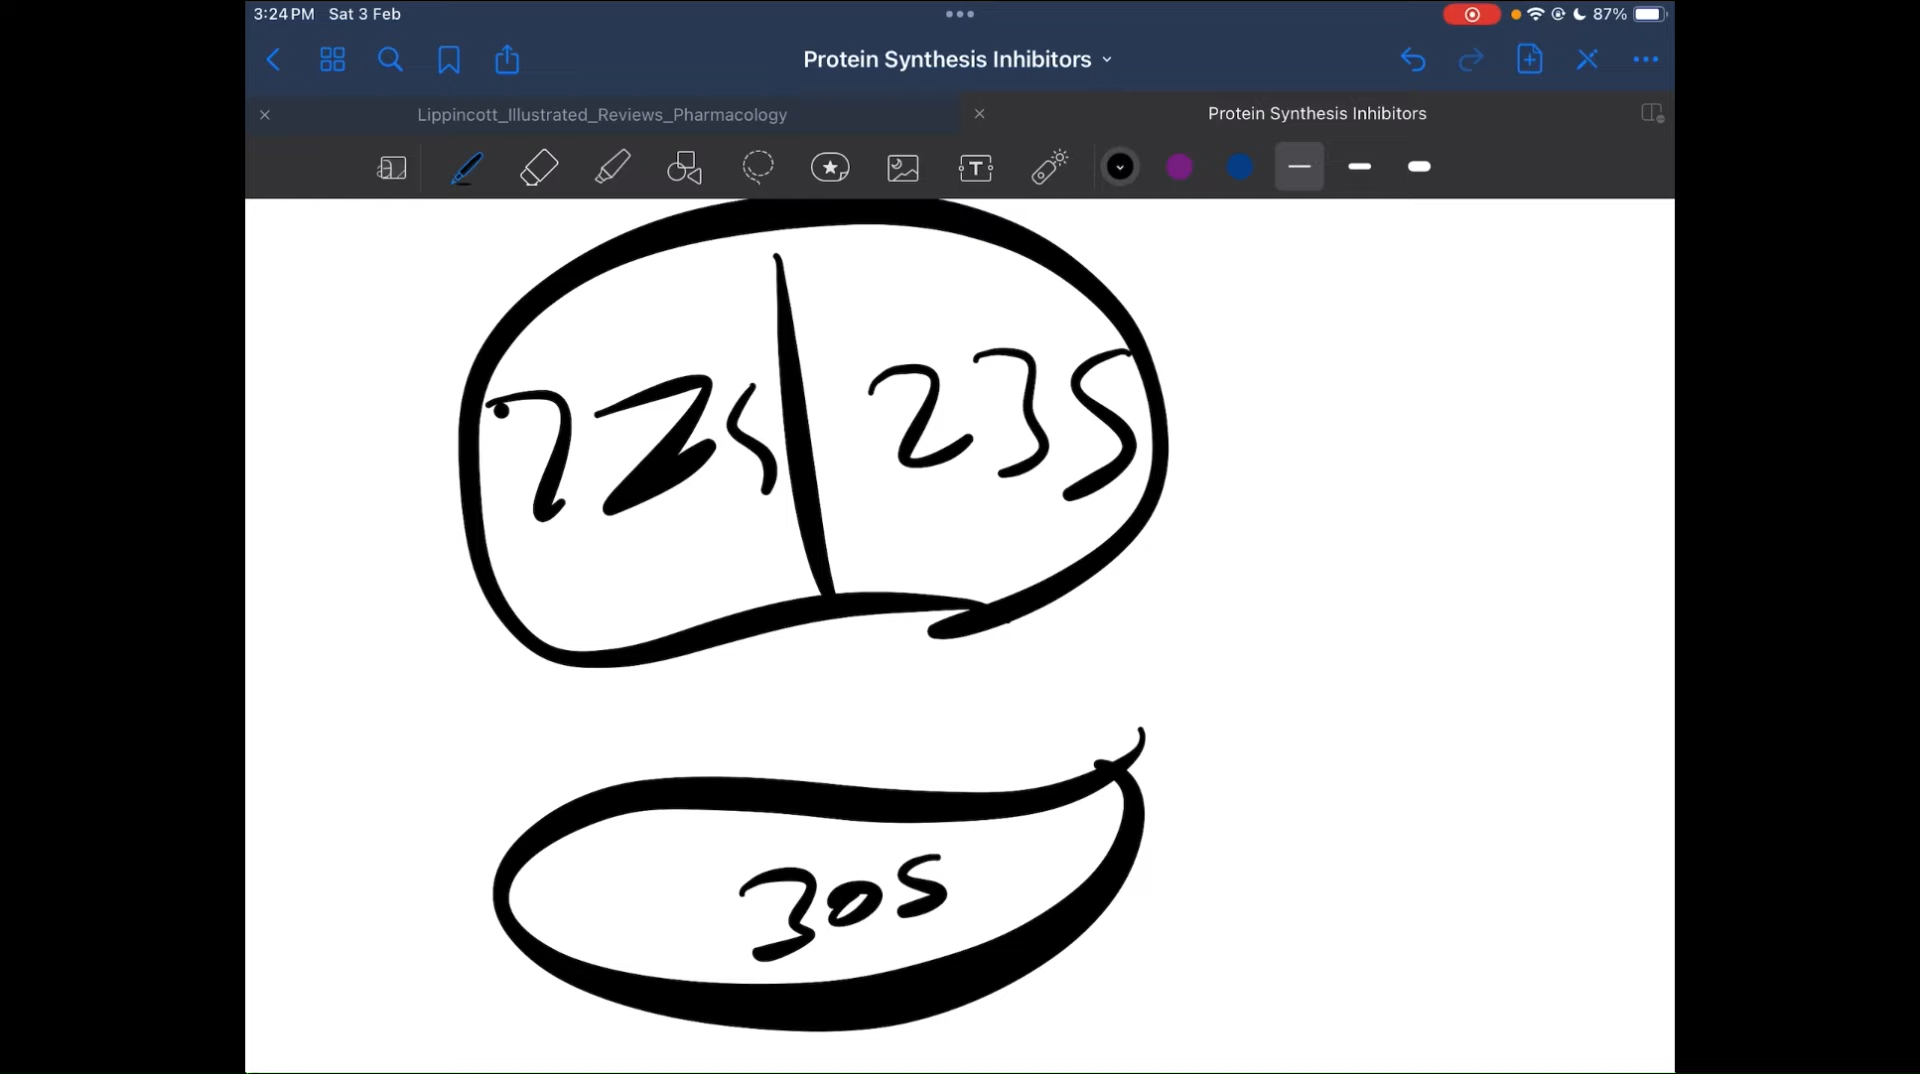 3:24 PM Sat 3 Feb
87%
Protein Synthesis Inhibitors
Lippincott_Illustrated_Reviews_Pharmacology
Protein Synthesis Inhibitors
T
22S 23S
30S